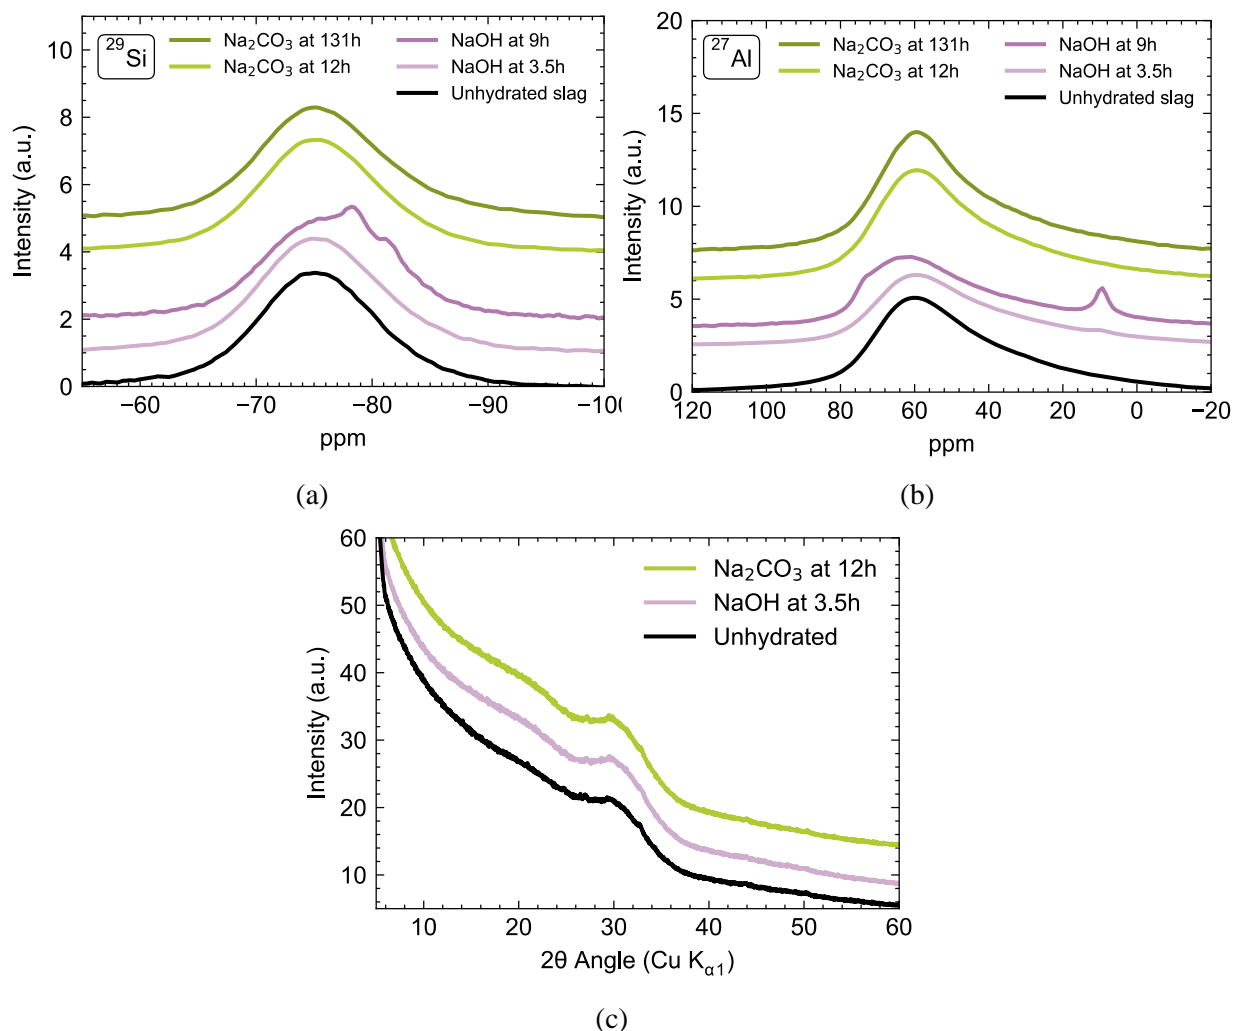 ²⁹Si
Na₂CO₃ at 131h
Na₂CO₃ at 12h
NaOH at 9h
NaOH at 3.5h
Unhydrated slag
Intensity (a.u.)
10
8
6
4
2
0
−60 −70 −80 −90 −100
ppm
(a)
²⁷Al
Na₂CO₃ at 131h
Na₂CO₃ at 12h
NaOH at 9h
NaOH at 3.5h
Unhydrated slag
Intensity (a.u.)
20
15
10
5
0
120 100 80 60 40 20 0 −20
ppm
(b)
Na₂CO₃ at 12h
NaOH at 3.5h
Unhydrated
Intensity (a.u.)
60
50
40
30
20
10
10 20 30 40 50 60
2θ Angle (Cu Kα1)
(c)